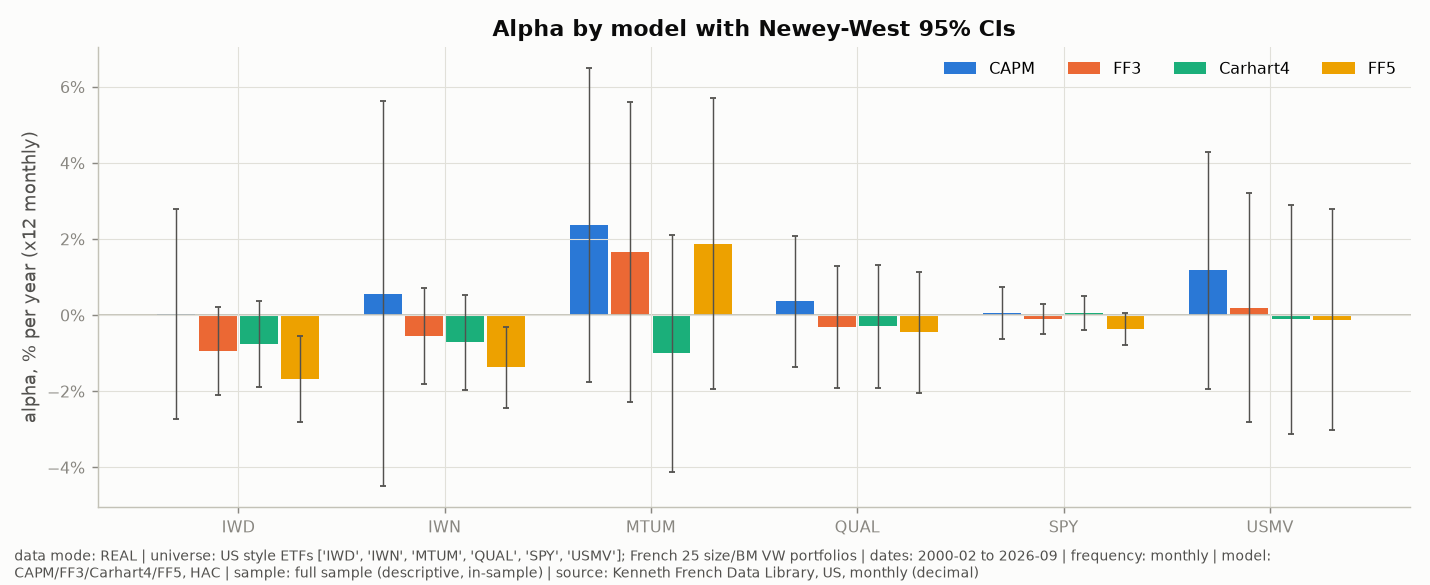 Alpha by model with Newey-West 95% CIs
CAPM FF3 Carhart4 FF5
alpha, % per year (x12 monthly)
6%
4%
2%
0%
−2%
−4%
IWD IWN MTUM QUAL SPY USMV
data mode: REAL | universe: US style ETFs ['IWD', 'IWN', 'MTUM', 'QUAL', 'SPY', 'USMV']; French 25 size/BM VW portfolios | dates: 2000-02 to 2026-09 | frequency: monthly | model:
CAPM/FF3/Carhart4/FF5, HAC | sample: full sample (descriptive, in-sample) | source: Kenneth French Data Library, US, monthly (decimal)